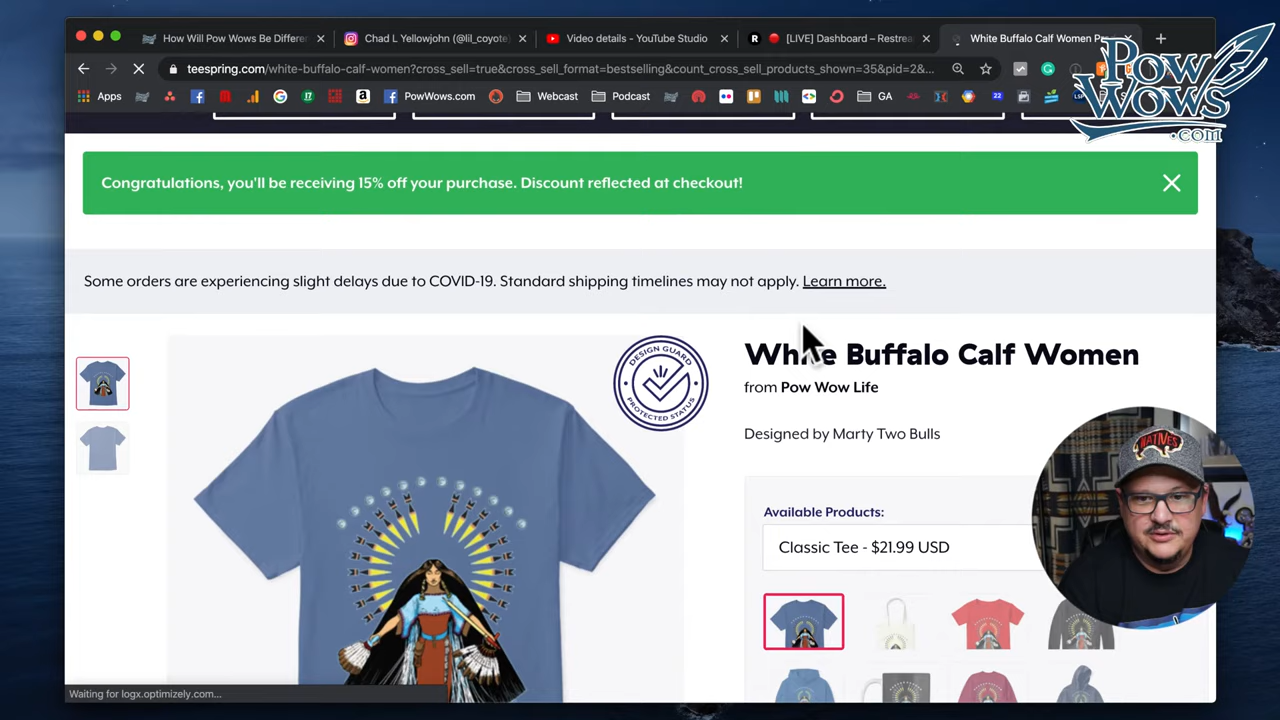 How Will Pow Wows Be Differen
Chad L Yellowjohn (@lil_coyote
Video details - YouTube Studio
[LIVE] Dashboard – Restrea
White Buffalo Calf Women Pr
teespring.com/white-buffalo-calf-women?cross_sell=true&cross_sell_format=bestselling&count_cross_sell_products_shown=35&pid=2&...
Apps
PowWows.com
Webcast
Podcast
GA
22
Pow
Wows
.com
Congratulations, you'll be receiving 15% off your purchase. Discount reflected at checkout!
Some orders are experiencing slight delays due to COVID-19. Standard shipping timelines may not apply. Learn more.
DESIGN GUARD
PROTECTED STATUS
White Buffalo Calf Women
from Pow Wow Life
Designed by Marty Two Bulls
Available Products:
Classic Tee - $21.99 USD
NATIVES
Waiting for logx.optimizely.com...